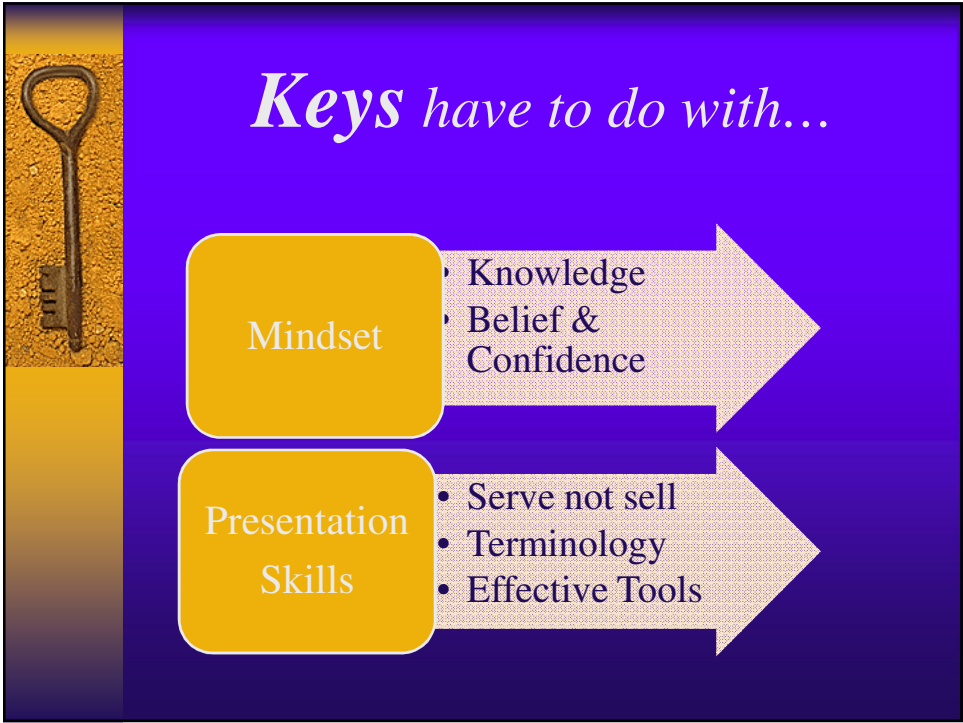 Keys have to do with…
Mindset
• Knowledge
• Belief &
Confidence
Presentation
Skills
• Serve not sell
• Terminology
• Effective Tools